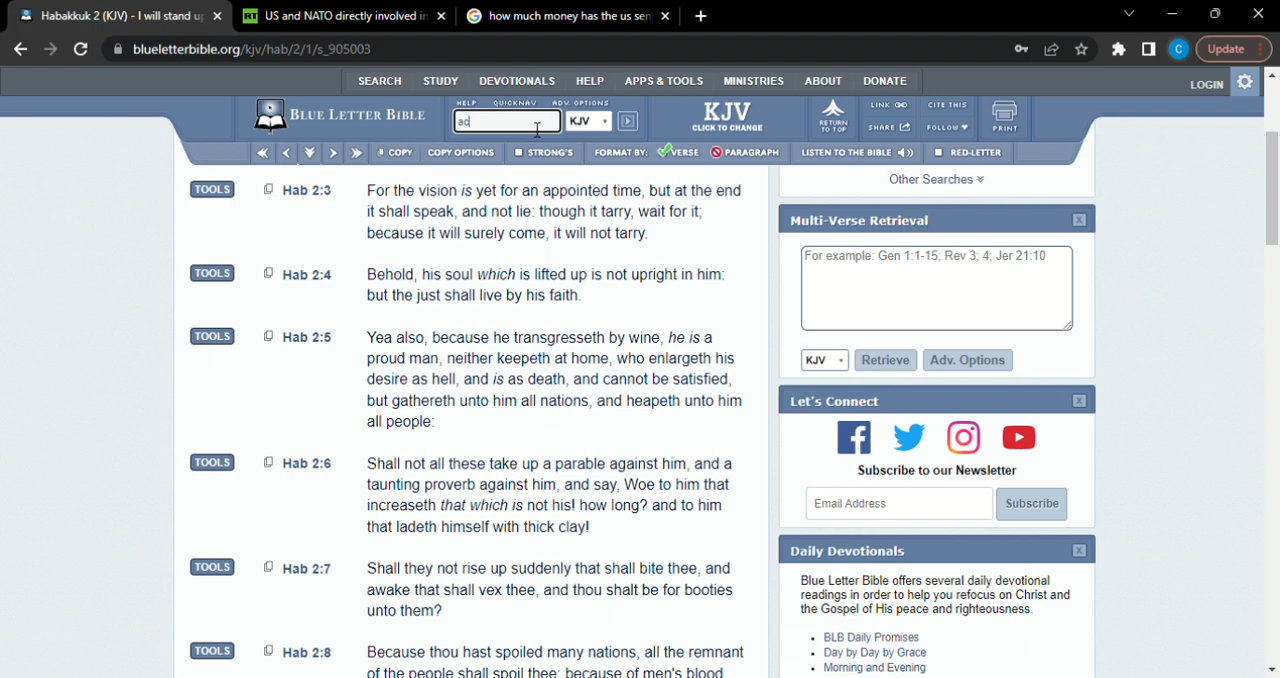 Habakkuk 2 (KJV) - I will stand up
US and NATO directly involved in
how much money has the us sen
blueletterbible.org/kjv/hab/2/1/s_905003
C
Update
SEARCH STUDY DEVOTIONALS HELP APPS & TOOLS MINISTRIES ABOUT DONATE
LOGIN
BLUE LETTER BIBLE
HELP QUICKNAV ADV. OPTIONS
ac
KJV
KJV
CLICK TO CHANGE
RETURN
TO TOP
LINK CITE THIS
SHARE FOLLOW
PRINT
COPY COPY OPTIONS STRONG'S FORMAT BY: VERSE PARAGRAPH LISTEN TO THE BIBLE RED-LETTER
TOOLS Hab 2:3 For the vision is yet for an appointed time, but at the end
it shall speak, and not lie: though it tarry, wait for it;
because it will surely come, it will not tarry.
TOOLS Hab 2:4 Behold, his soul which is lifted up is not upright in him:
but the just shall live by his faith.
TOOLS Hab 2:5 Yea also, because he transgresseth by wine, he is a
proud man, neither keepeth at home, who enlargeth his
desire as hell, and is as death, and cannot be satisfied,
but gathereth unto him all nations, and heapeth unto him
all people:
TOOLS Hab 2:6 Shall not all these take up a parable against him, and a
taunting proverb against him, and say, Woe to him that
increaseth that which is not his! how long? and to him
that ladeth himself with thick clay!
TOOLS Hab 2:7 Shall they not rise up suddenly that shall bite thee, and
awake that shall vex thee, and thou shalt be for booties
unto them?
TOOLS Hab 2:8 Because thou hast spoiled many nations, all the remnant
of the people shall spoil thee; because of men's blood
Other Searches
Multi-Verse Retrieval
For example: Gen 1:1-15; Rev 3; 4; Jer 21:10
KJV Retrieve Adv. Options
Let's Connect
Subscribe to our Newsletter
Email Address Subscribe
Daily Devotionals
Blue Letter Bible offers several daily devotional
readings in order to help you refocus on Christ and
the Gospel of His peace and righteousness.
BLB Daily Promises
Day by Day by Grace
Morning and Evening